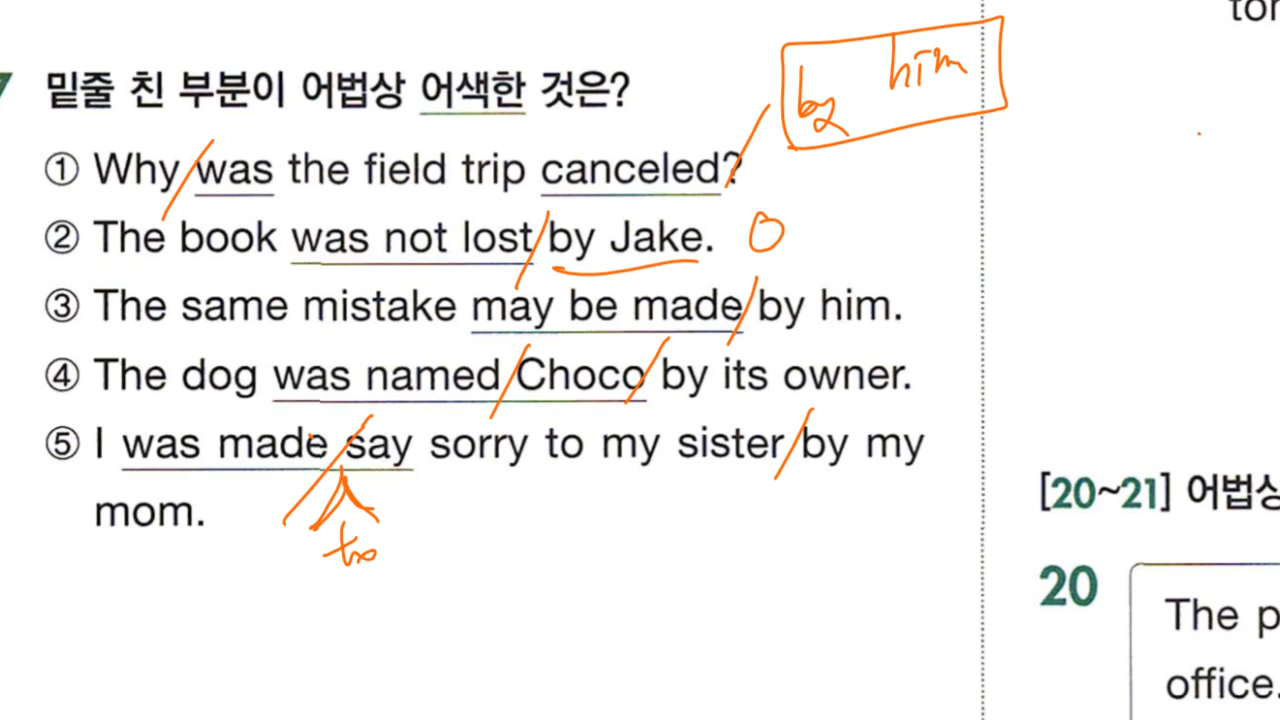 tor
by him
7 밑줄 친 부분이 어법상 어색한 것은?
① Why was the field trip canceled?
② The book was not lost by Jake. O
③ The same mistake may be made by him.
④ The dog was named Choco by its owner.
⑤ I was made say sorry to my sister by my
mom.
to
[20~21] 어법상
20
The p
office.